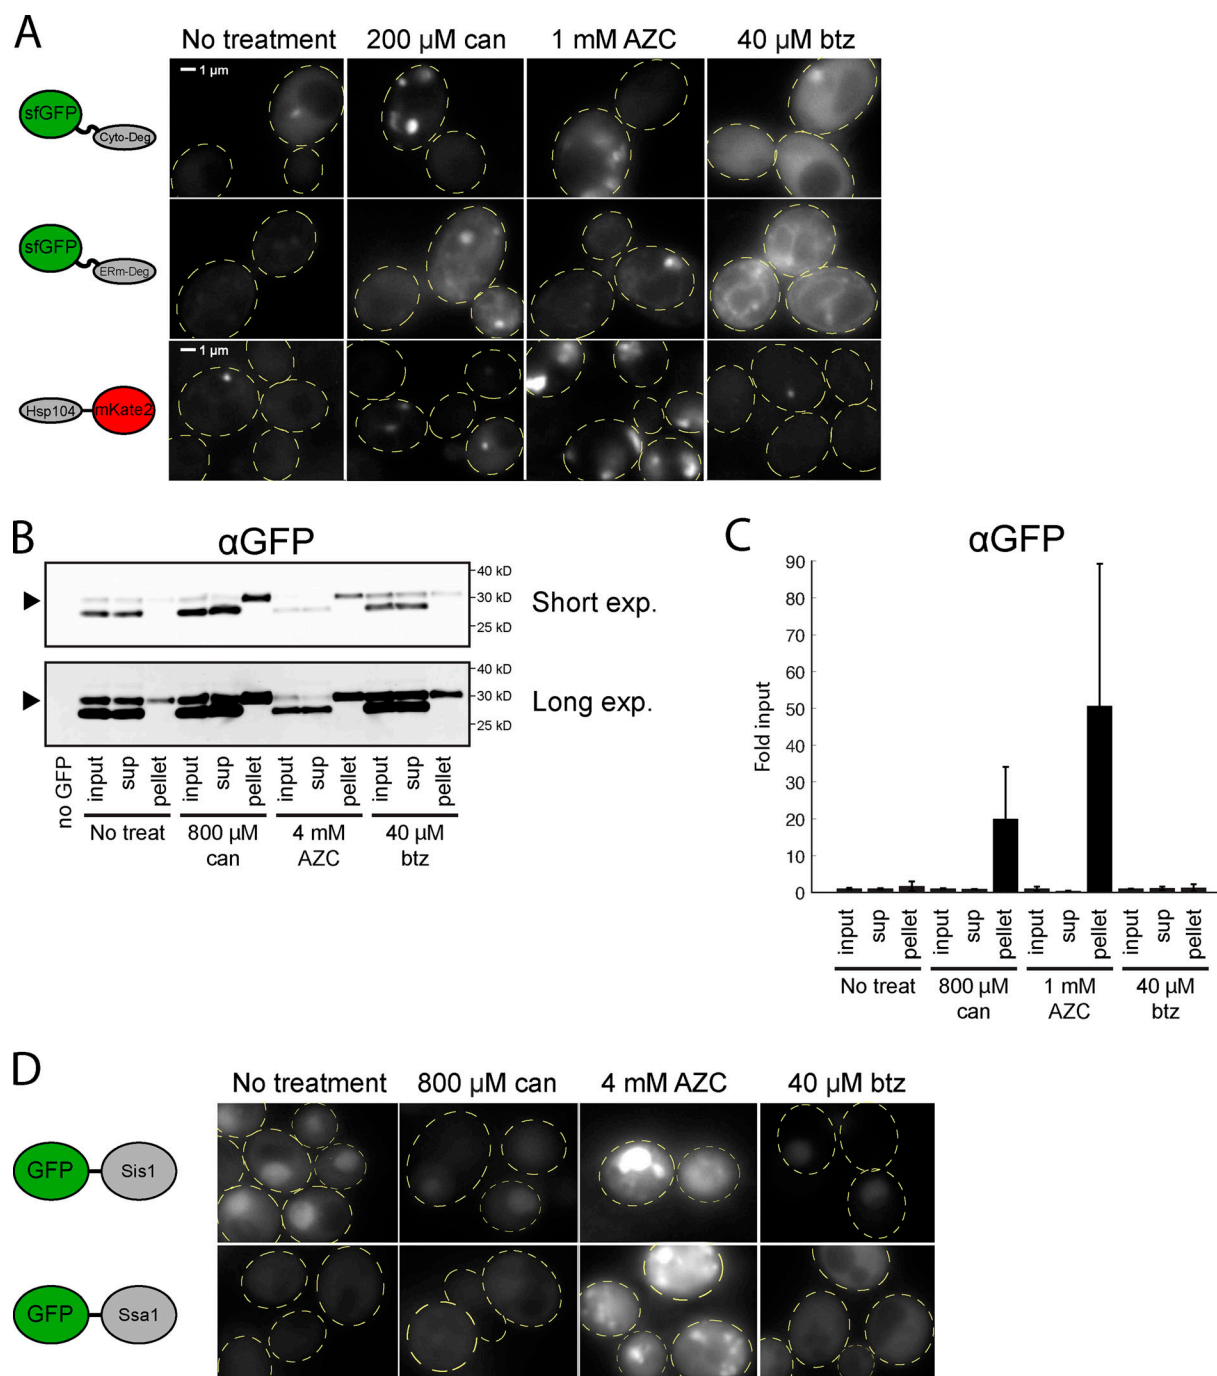 A
No treatment 200 µM can 1 mM AZC 40 µM btz
1 µm
sfGFP
Cyto-Deg
sfGFP
ERm-Deg
1 µm
Hsp104 mKate2
B
αGFP
40 kD
30 kD
25 kD
Short exp.
40 kD
30 kD
25 kD
Long exp.
no GFP input sup pellet input sup pellet input sup pellet input sup pellet
No treat 800 µM can 4 mM AZC 40 µM btz
C
αGFP
Fold input
90
80
70
60
50
40
30
20
10
0
input sup pellet input sup pellet input sup pellet input sup pellet
No treat 800 µM can 1 mM AZC 40 µM btz
D
No treatment 800 µM can 4 mM AZC 40 µM btz
GFP Sis1
GFP Ssa1